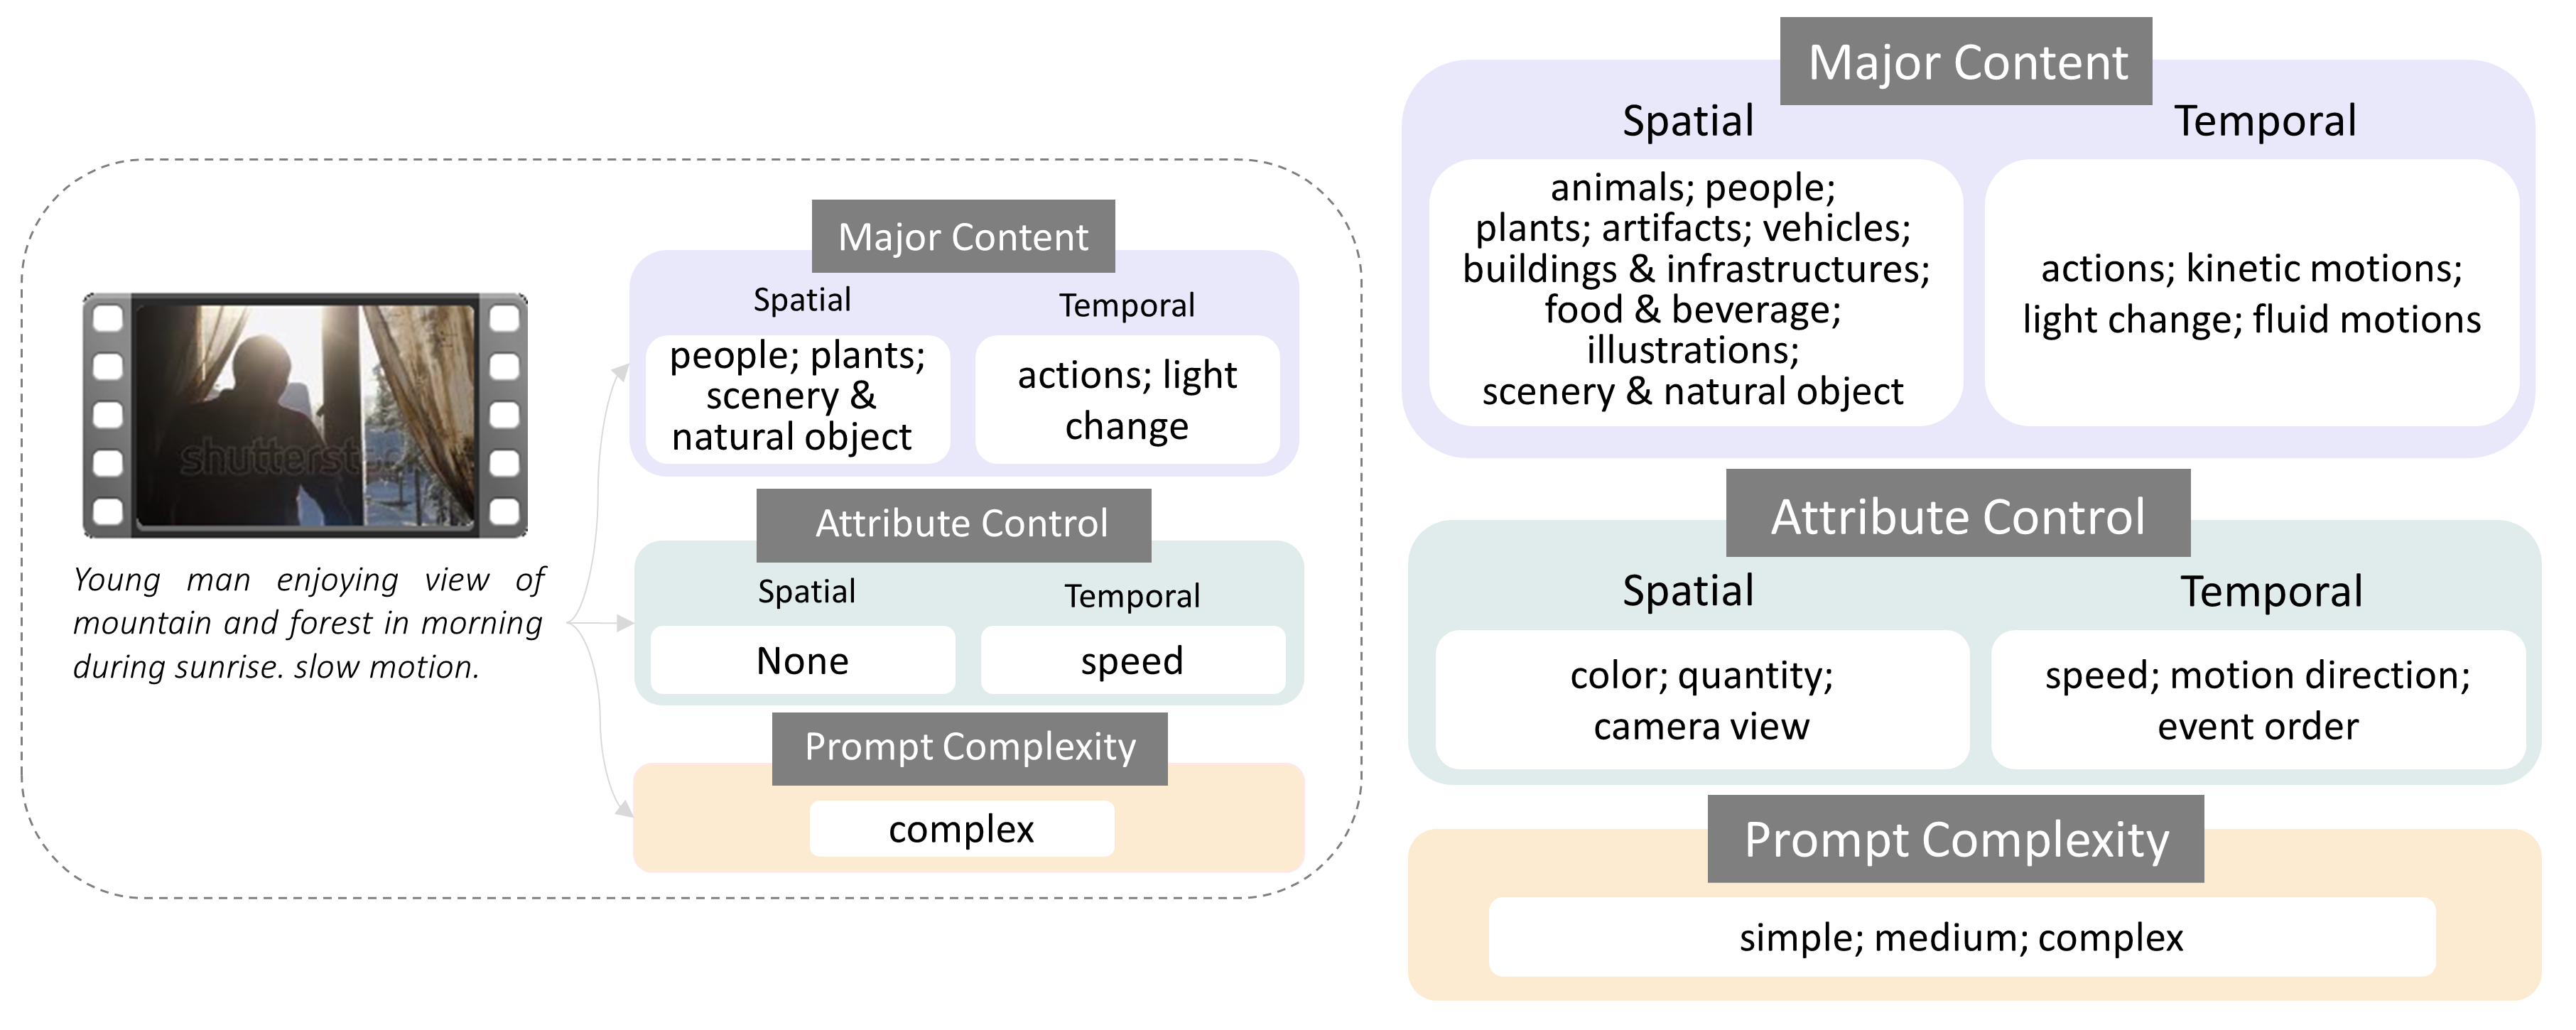 Major Content
Spatial
Temporal
people; plants;
scenery &
natural object
actions; light
change
Attribute Control
Spatial
Temporal
None
speed
Prompt Complexity
complex
shutterst
Young man enjoying view of
mountain and forest in morning
during sunrise. slow motion.
Major Content
Spatial
Temporal
animals; people;
plants; artifacts; vehicles;
buildings & infrastructures;
food & beverage;
illustrations;
scenery & natural object
actions; kinetic motions;
light change; fluid motions
Attribute Control
Spatial
Temporal
color; quantity;
camera view
speed; motion direction;
event order
Prompt Complexity
simple; medium; complex